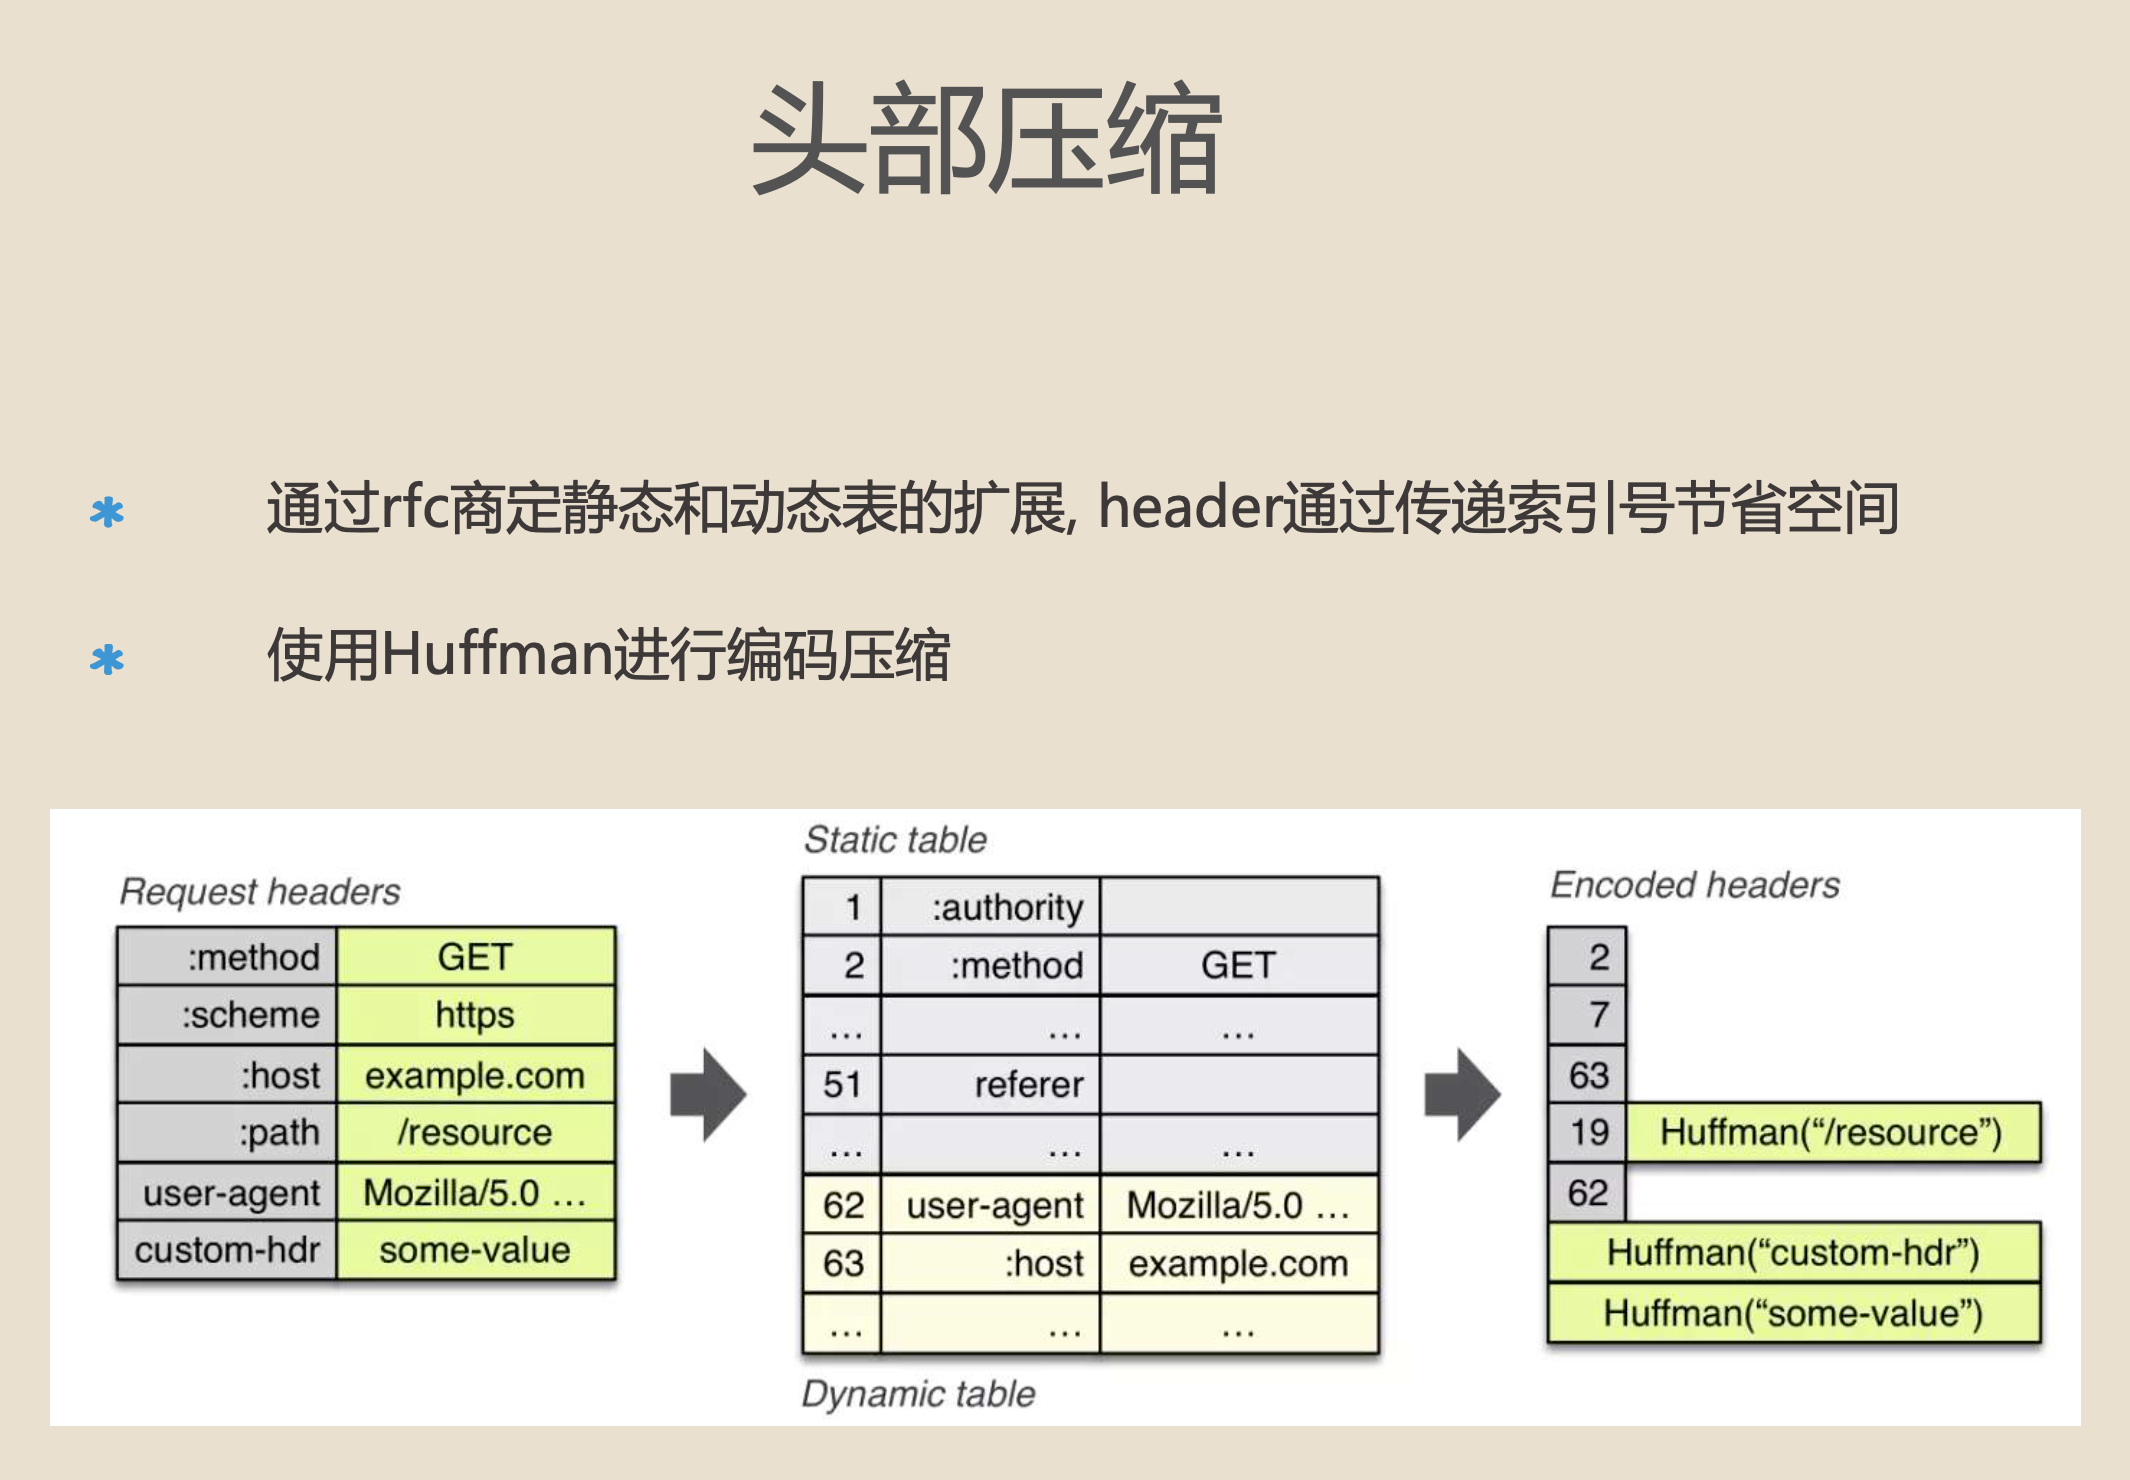 头部压缩
* 通过rfc商定静态和动态表的扩展, header通过传递索引号节省空间
* 使用Huffman进行编码压缩
Request headers
:method GET
:scheme https
:host example.com
:path /resource
user-agent Mozilla/5.0 ...
custom-hdr some-value
Static table
1 :authority
2 :method GET
... ... ...
51 referer
... ... ...
62 user-agent Mozilla/5.0 ...
63 :host example.com
... ... ...
Dynamic table
Encoded headers
2
7
63
19 Huffman(“/resource”)
62
Huffman(“custom-hdr”)
Huffman(“some-value”)